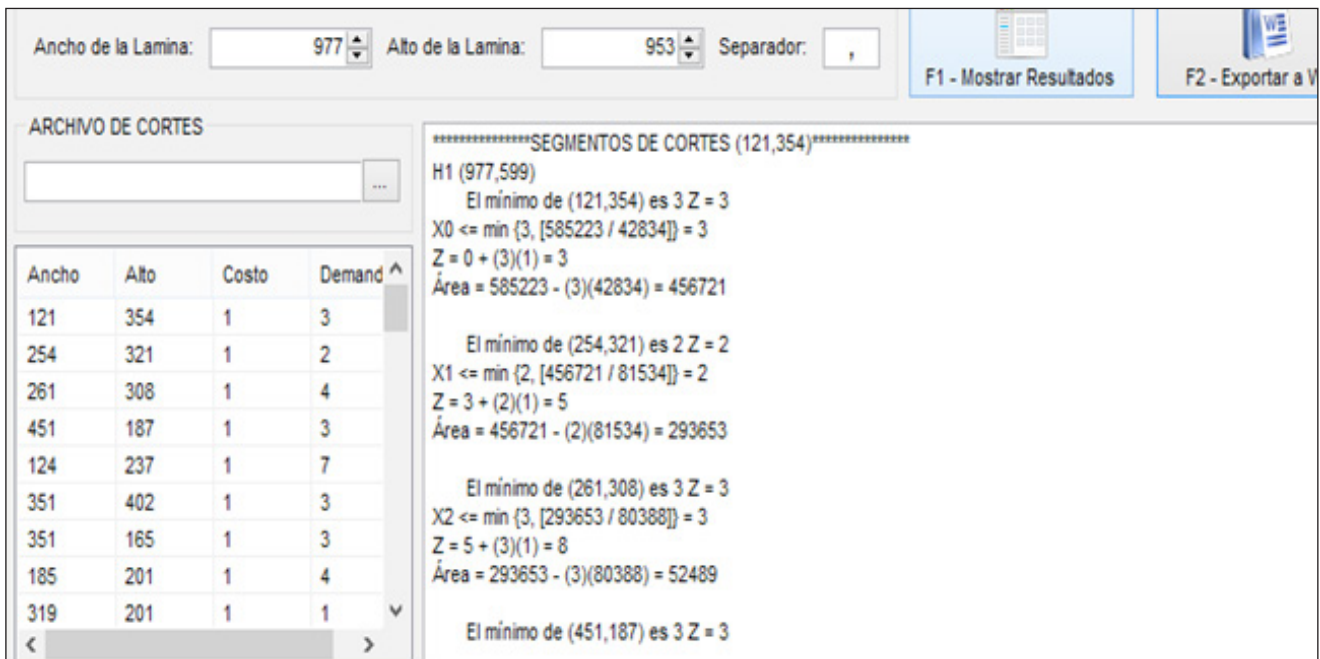 Ancho de la Lamina: 977 Alto de la Lamina: 953 Separador: ,
F1 - Mostrar Resultados
F2 - Exportar a W
ARCHIVO DE CORTES
...
Ancho Alto Costo Demand
121 354 1 3
254 321 1 2
261 308 1 4
451 187 1 3
124 237 1 7
351 402 1 3
351 165 1 3
185 201 1 4
319 201 1 1
***************SEGMENTOS DE CORTES (121,354)***************
H1 (977,599)
El mínimo de (121,354) es 3 Z = 3
X0 <= min {3, [585223 / 42834]} = 3
Z = 0 + (3)(1) = 3
Área = 585223 - (3)(42834) = 456721
El mínimo de (254,321) es 2 Z = 2
X1 <= min {2, [456721 / 81534]} = 2
Z = 3 + (2)(1) = 5
Área = 456721 - (2)(81534) = 293653
El mínimo de (261,308) es 3 Z = 3
X2 <= min {3, [293653 / 80388]} = 3
Z = 5 + (3)(1) = 8
Área = 293653 - (3)(80388) = 52489
El mínimo de (451,187) es 3 Z = 3